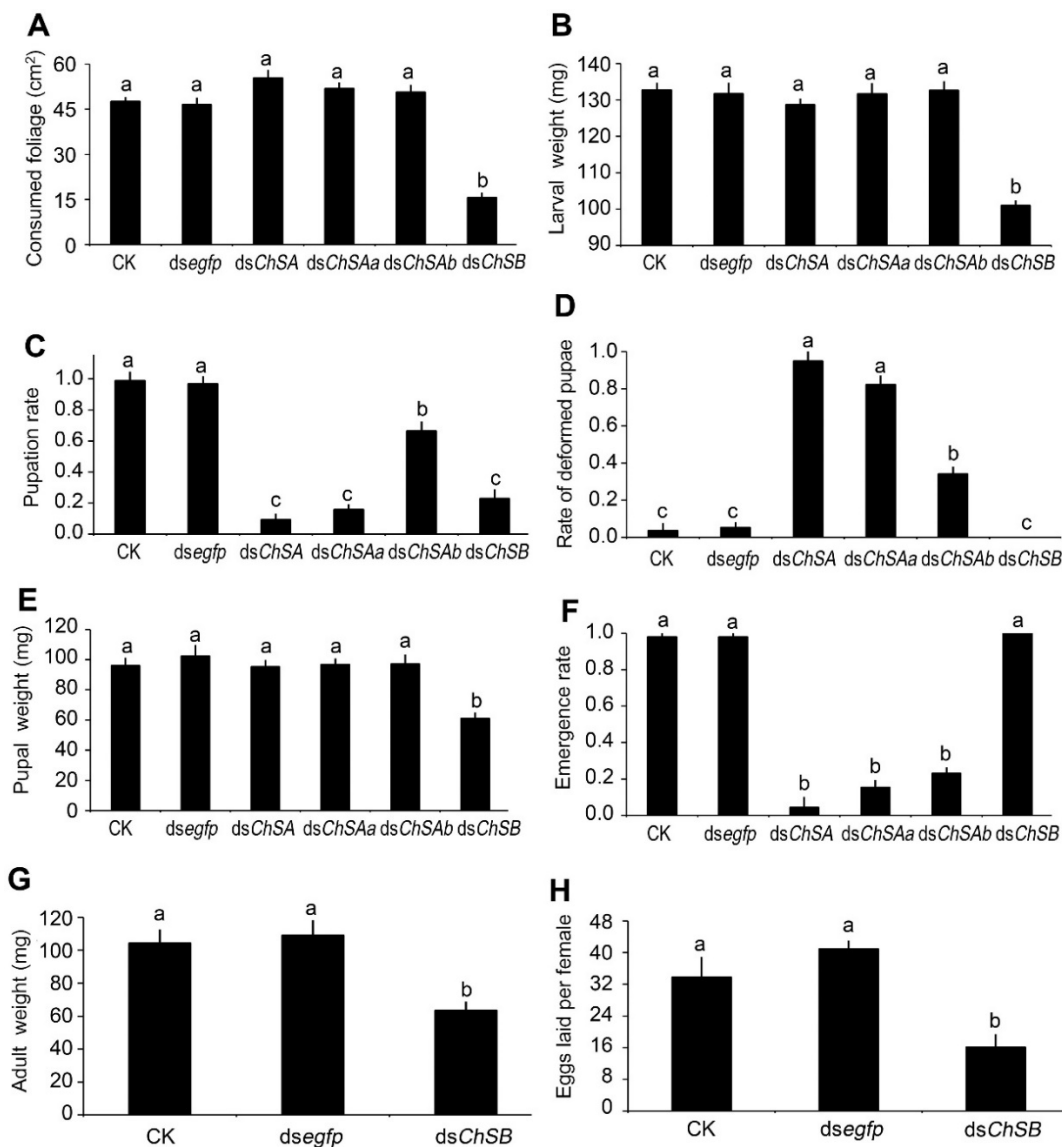 A
Consumed foliage (cm²)
60
45
30
15
0
a
a
a
a
a
b
CK
dsegfp
dsChSA
dsChSAa
dsChSAb
dsChSB
B
Larval weight (mg)
140
130
120
110
100
90
a
a
a
a
a
b
CK
dsegfp
dsChSA
dsChSAa
dsChSAb
dsChSB
C
Pupation rate
1.0
0.8
0.6
0.4
0.2
0.0
a
a
c
c
b
c
CK
dsegfp
dsChSA
dsChSAa
dsChSAb
dsChSB
D
Rate of deformed pupae
1.0
0.8
0.4
0.2
0.0
c
c
a
a
b
c
CK
dsegfp
dsChSA
dsChSAa
dsChSAb
dsChSB
E
Pupal weight (mg)
120
100
80
60
40
20
0
a
a
a
a
a
b
CK
dsegfp
dsChSA
dsChSAa
dsChSAb
dsChSB
F
Emergence rate
1.0
0.8
0.6
0.4
0.2
0.0
a
a
b
b
b
a
CK
dsegfp
dsChSA
dsChSAa
dsChSAb
dsChSB
G
Adult weight (mg)
120
100
80
60
40
20
0
a
a
b
CK
dsegfp
dsChSB
H
Eggs laid per female
48
40
32
24
16
8
0
a
a
b
CK
dsegfp
dsChSB